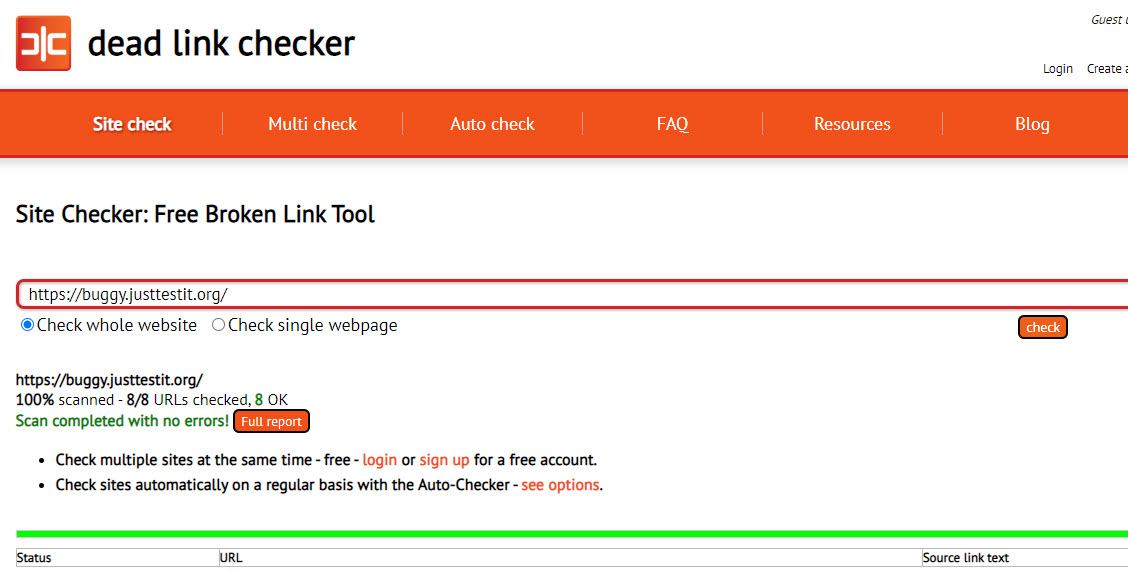 dead link checker
Guest
Login Create
Site check Multi check Auto check FAQ Resources Blog
Site Checker: Free Broken Link Tool
https://buggy.justtestit.org/
Check whole website Check single webpage check
https://buggy.justtestit.org/
100% scanned - 8/8 URLs checked, 8 OK
Scan completed with no errors! Full report
• Check multiple sites at the same time - free - login or sign up for a free account.
• Check sites automatically on a regular basis with the Auto-Checker - see options.
Status URL Source link text